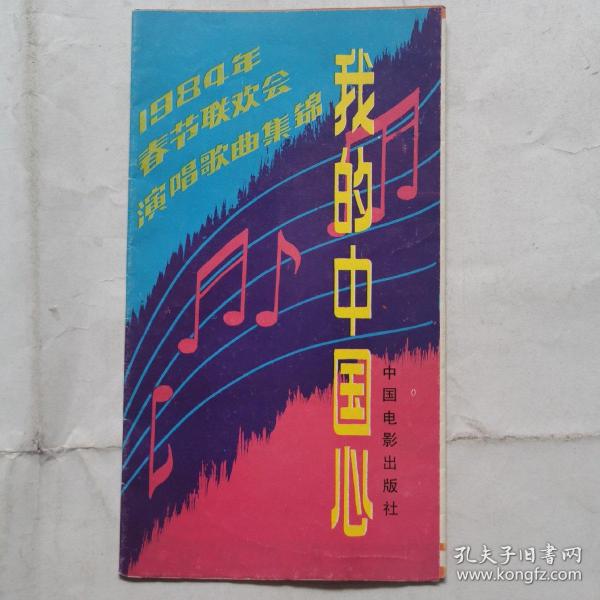 1984年
春节联欢会
演唱歌曲集锦
我的中国心
中国电影出版社
孔夫子旧书网
www.kongfz.com